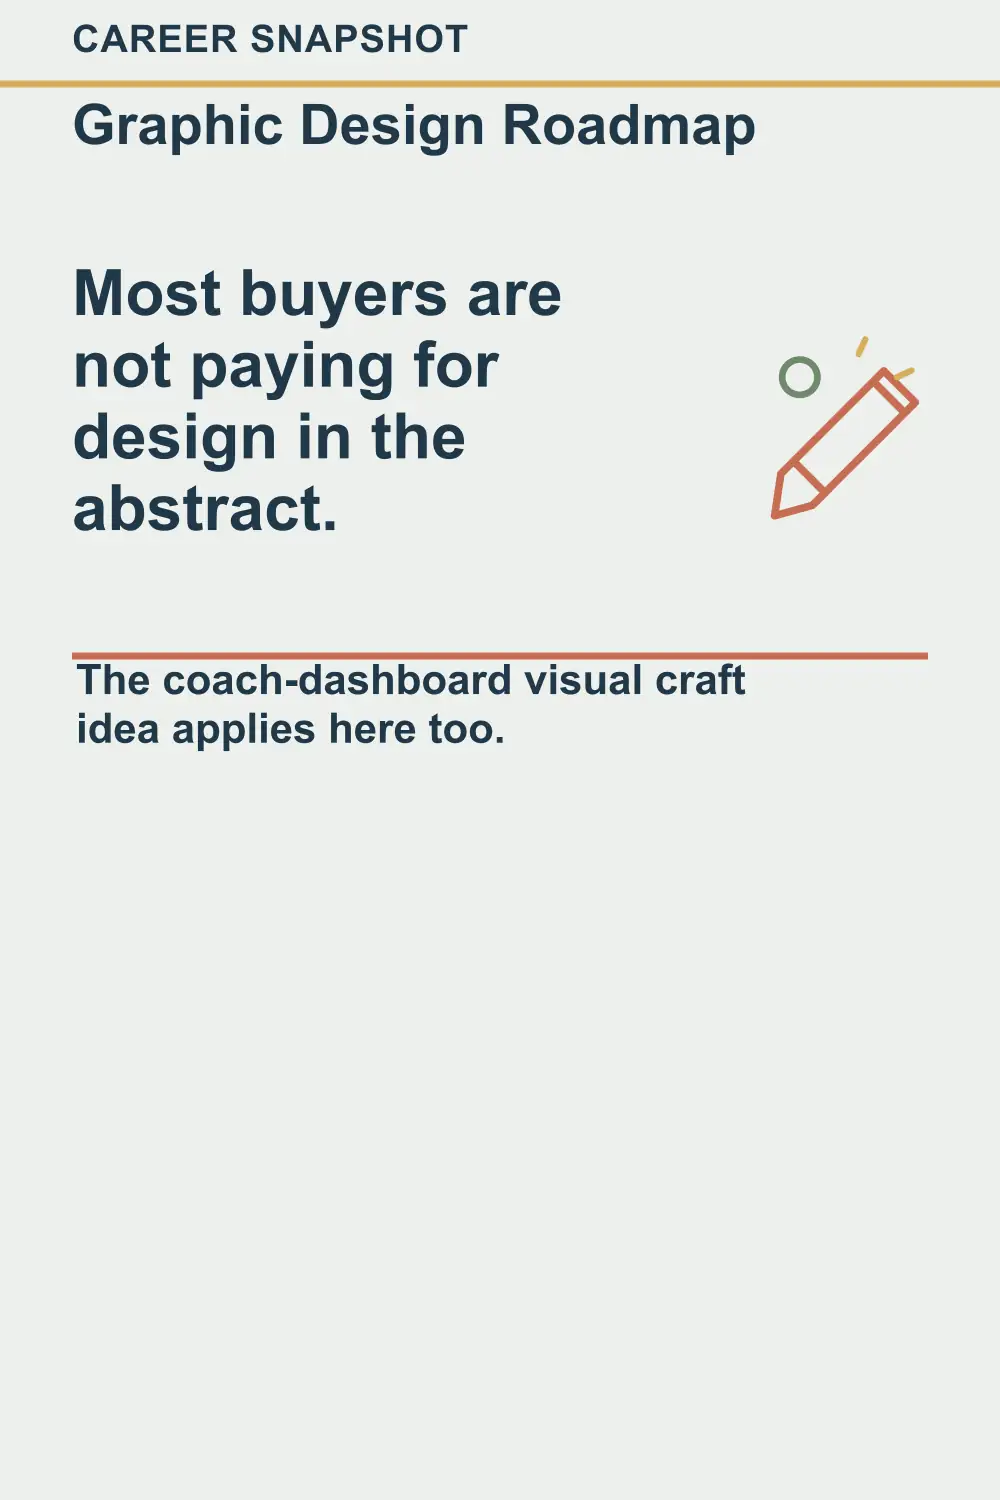 CAREER SNAPSHOT
Graphic Design Roadmap
Most buyers are
not paying for
design in the
abstract.
The coach-dashboard visual craft
idea applies here too.